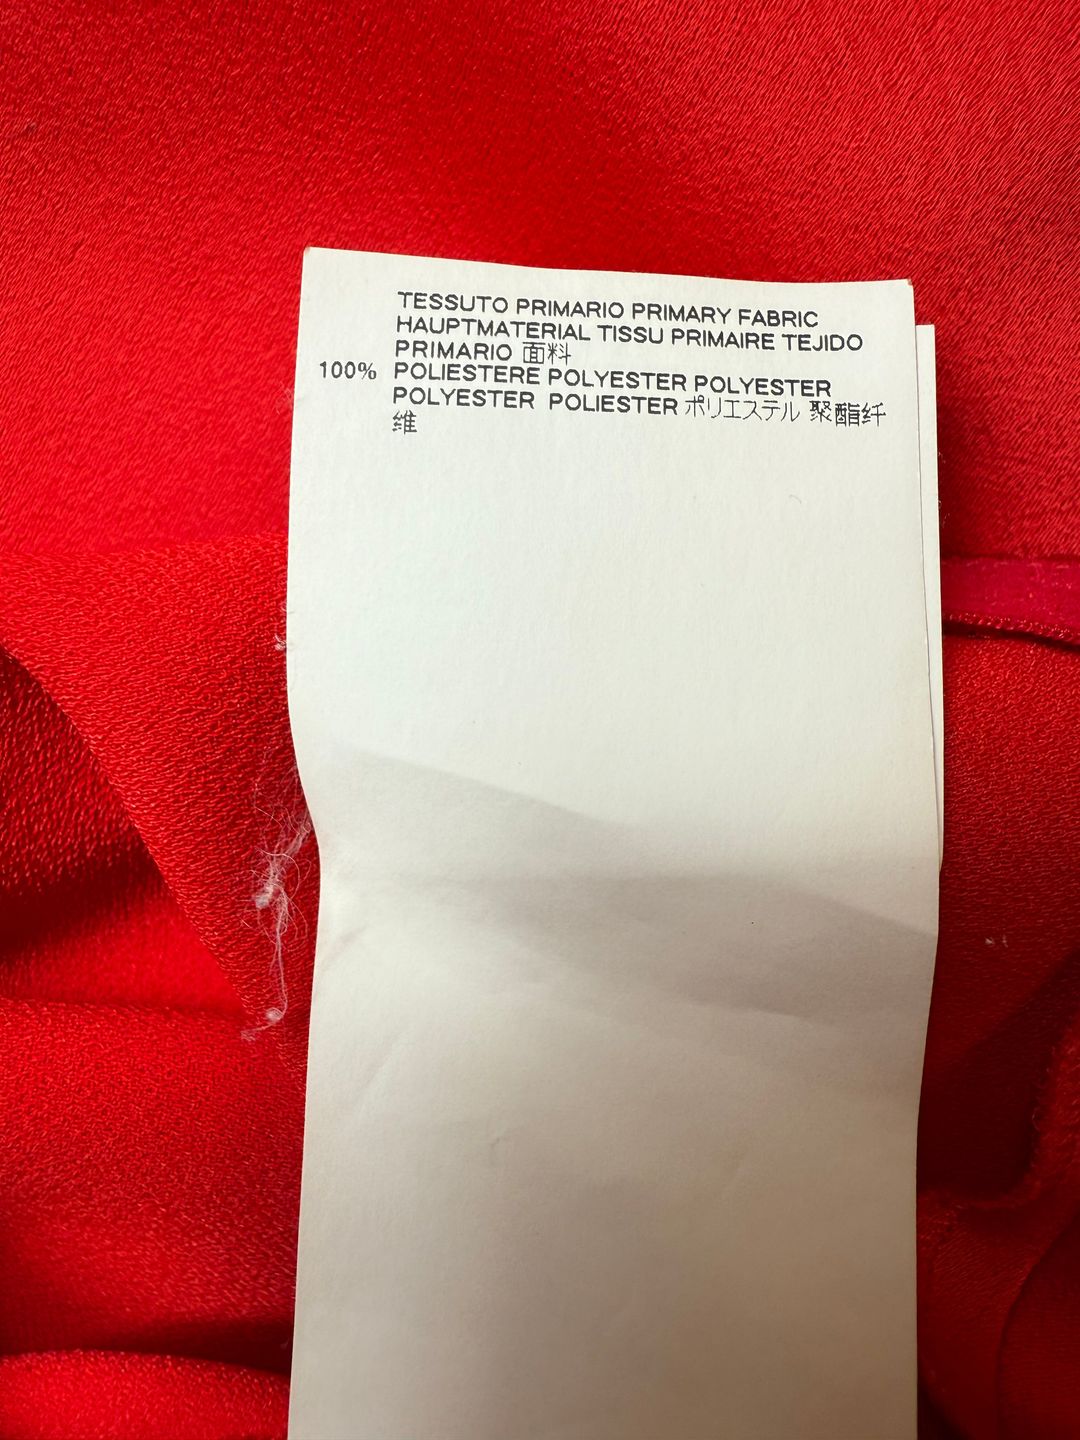 TESSUTO PRIMARIO PRIMARY FABRIC
HAUPTMATERIAL TISSU PRIMAIRE TEJIDO
PRIMARIO 面料
100% POLIESTERE POLYESTER POLYESTER
POLYESTER POLIESTER ポリエステル 聚酯纤
维